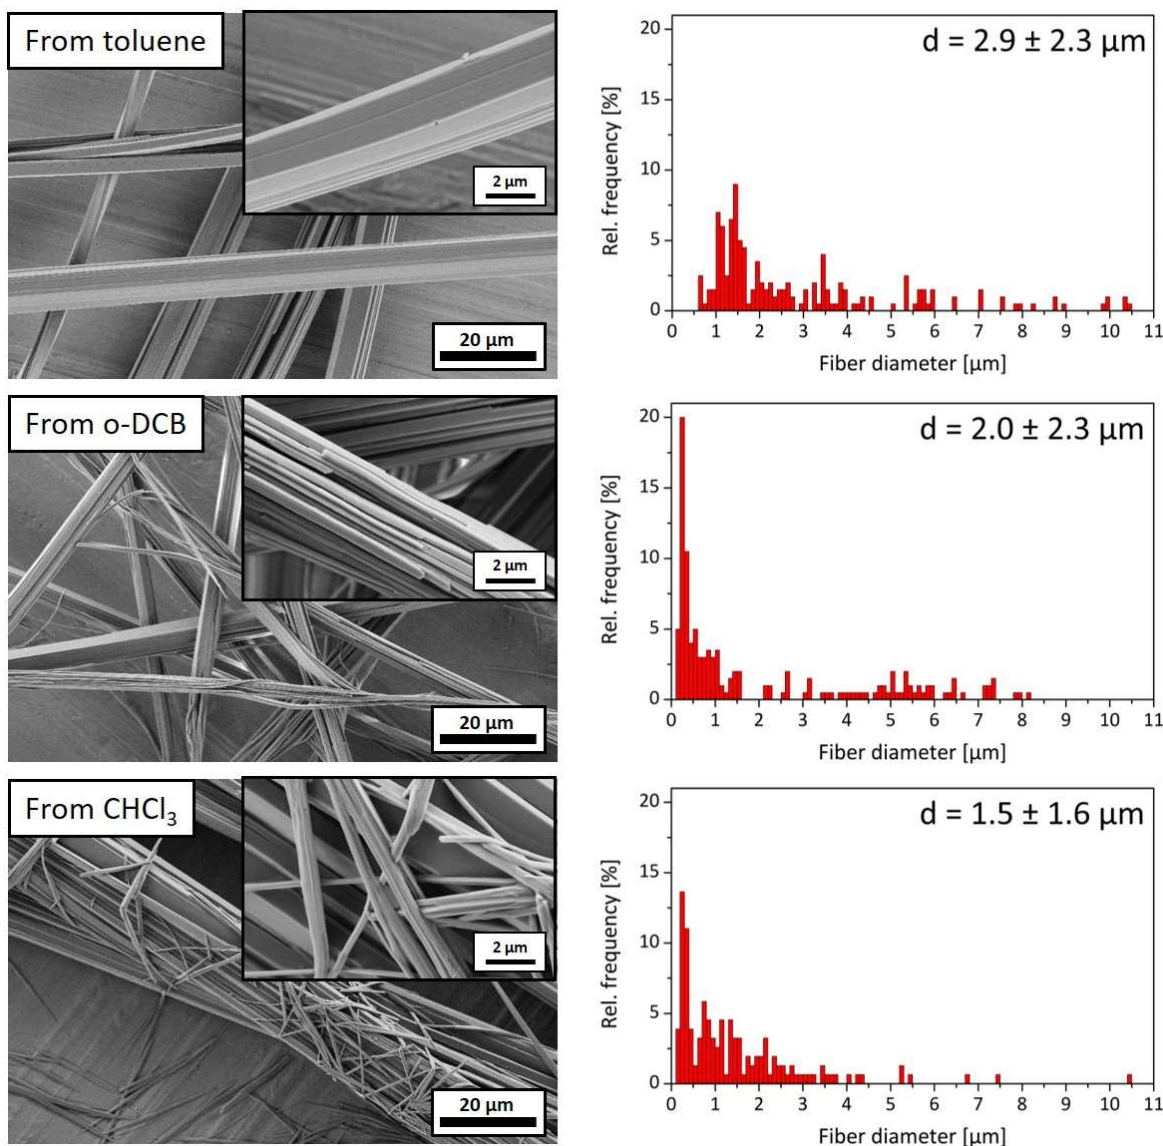 From toluene
2 µm
20 µm
d = 2.9 ± 2.3 µm
Rel. frequency [%]
20
15
10
5
0
0 1 2 3 4 5 6 7 8 9 10 11
Fiber diameter [µm]
From o-DCB
2 µm
20 µm
d = 2.0 ± 2.3 µm
Rel. frequency [%]
20
15
10
5
0
0 1 2 3 4 5 6 7 8 9 10 11
Fiber diameter [µm]
From CHCl₃
2 µm
20 µm
d = 1.5 ± 1.6 µm
Rel. frequency [%]
20
15
10
5
0
0 1 2 3 4 5 6 7 8 9 10 11
Fiber diameter [µm]